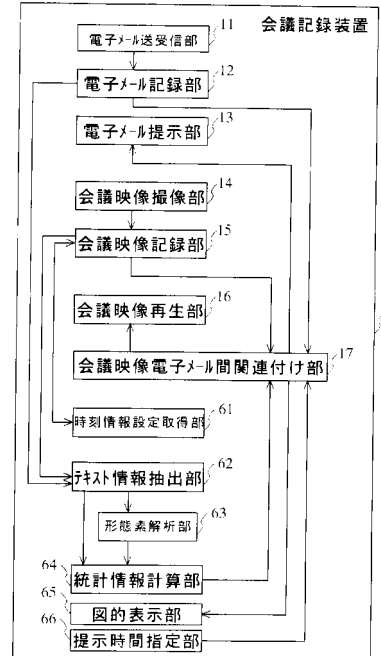 会議記録装置
電子メール送受信部 11
電子メール記録部 12
電子メール提示部 13
会議映像撮像部 14
会議映像記録部 15
会議映像再生部 16
会議映像電子メール間関連付け部 17
時刻情報設定取得部 61
テキスト情報抽出部 62
形態素解析部 63
64 統計情報計算部
65 図的表示部
66 提示時間指定部